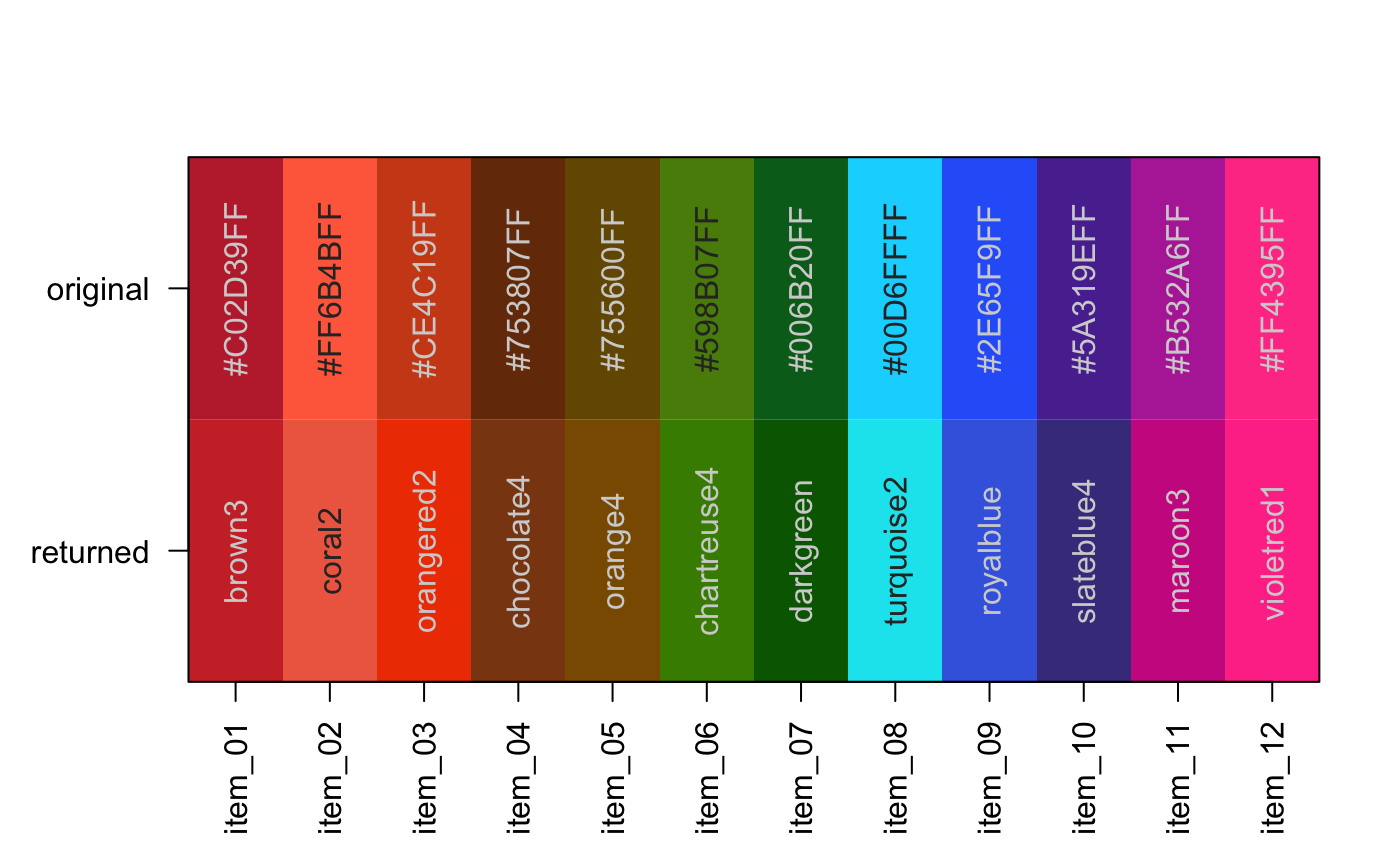 original
#C02D39FF
#FF6B4BFF
#CE4C19FF
#753807FF
#755600FF
#598B07FF
#006B20FF
#00D6FFFF
#2E65F9FF
#5A319EFF
#B532A6FF
#FF4395FF
returned
brown3
coral2
orangered2
chocolate4
orange4
chartreuse4
darkgreen
turquoise2
royalblue
slateblue4
maroon3
violetred1
item_01
item_02
item_03
item_04
item_05
item_06
item_07
item_08
item_09
item_10
item_11
item_12